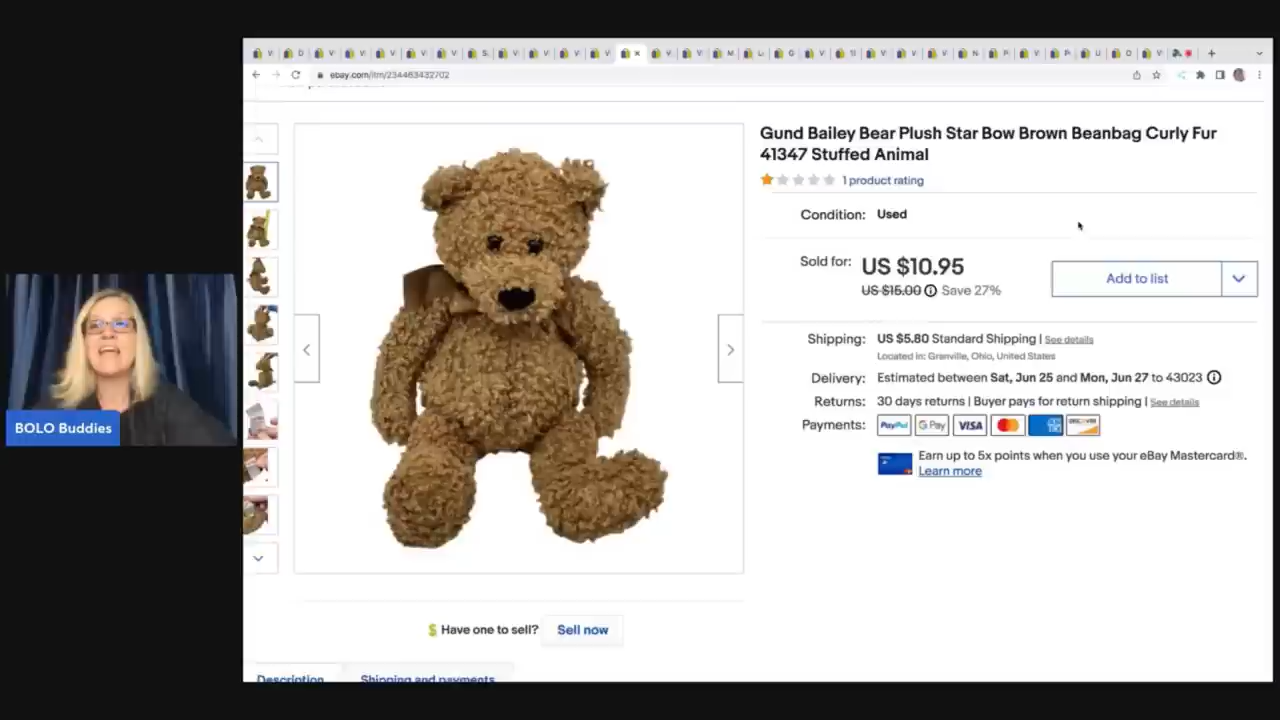 ebay.com/itm/234463432702
Gund Bailey Bear Plush Star Bow Brown Beanbag Curly Fur
41347 Stuffed Animal
1 product rating
Condition: Used
Sold for: US $10.95
US $15.00 Save 27%
Add to list
Shipping: US $5.80 Standard Shipping | See details
Located in: Granville, Ohio, United States
Delivery: Estimated between Sat, Jun 25 and Mon, Jun 27 to 43023
Returns: 30 days returns | Buyer pays for return shipping | See details
Payments: PayPal G Pay VISA
Earn up to 5x points when you use your eBay Mastercard®.
Learn more
BOLO Buddies
Have one to sell? Sell now
Description Shipping and payments